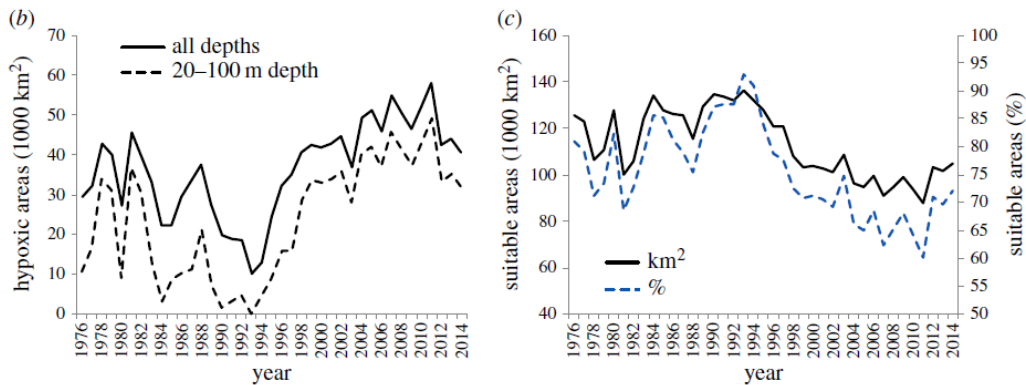 (b)
hypoxic areas (1000 km²)
70
60
50
40
30
20
10
0
all depths
20–100 m depth
1976 1978 1980 1982 1984 1986 1988 1990 1992 1994 1996 1998 2000 2002 2004 2006 2008 2010 2012 2014
year
(c)
suitable areas (1000 km²)
160
140
120
100
80
60
40
km²
%
100
95
90
85
80
75
70
65
60
55
50
suitable areas (%)
1976 1978 1980 1982 1984 1986 1988 1990 1992 1994 1996 1998 2000 2002 2004 2006 2008 2010 2012 2014
year